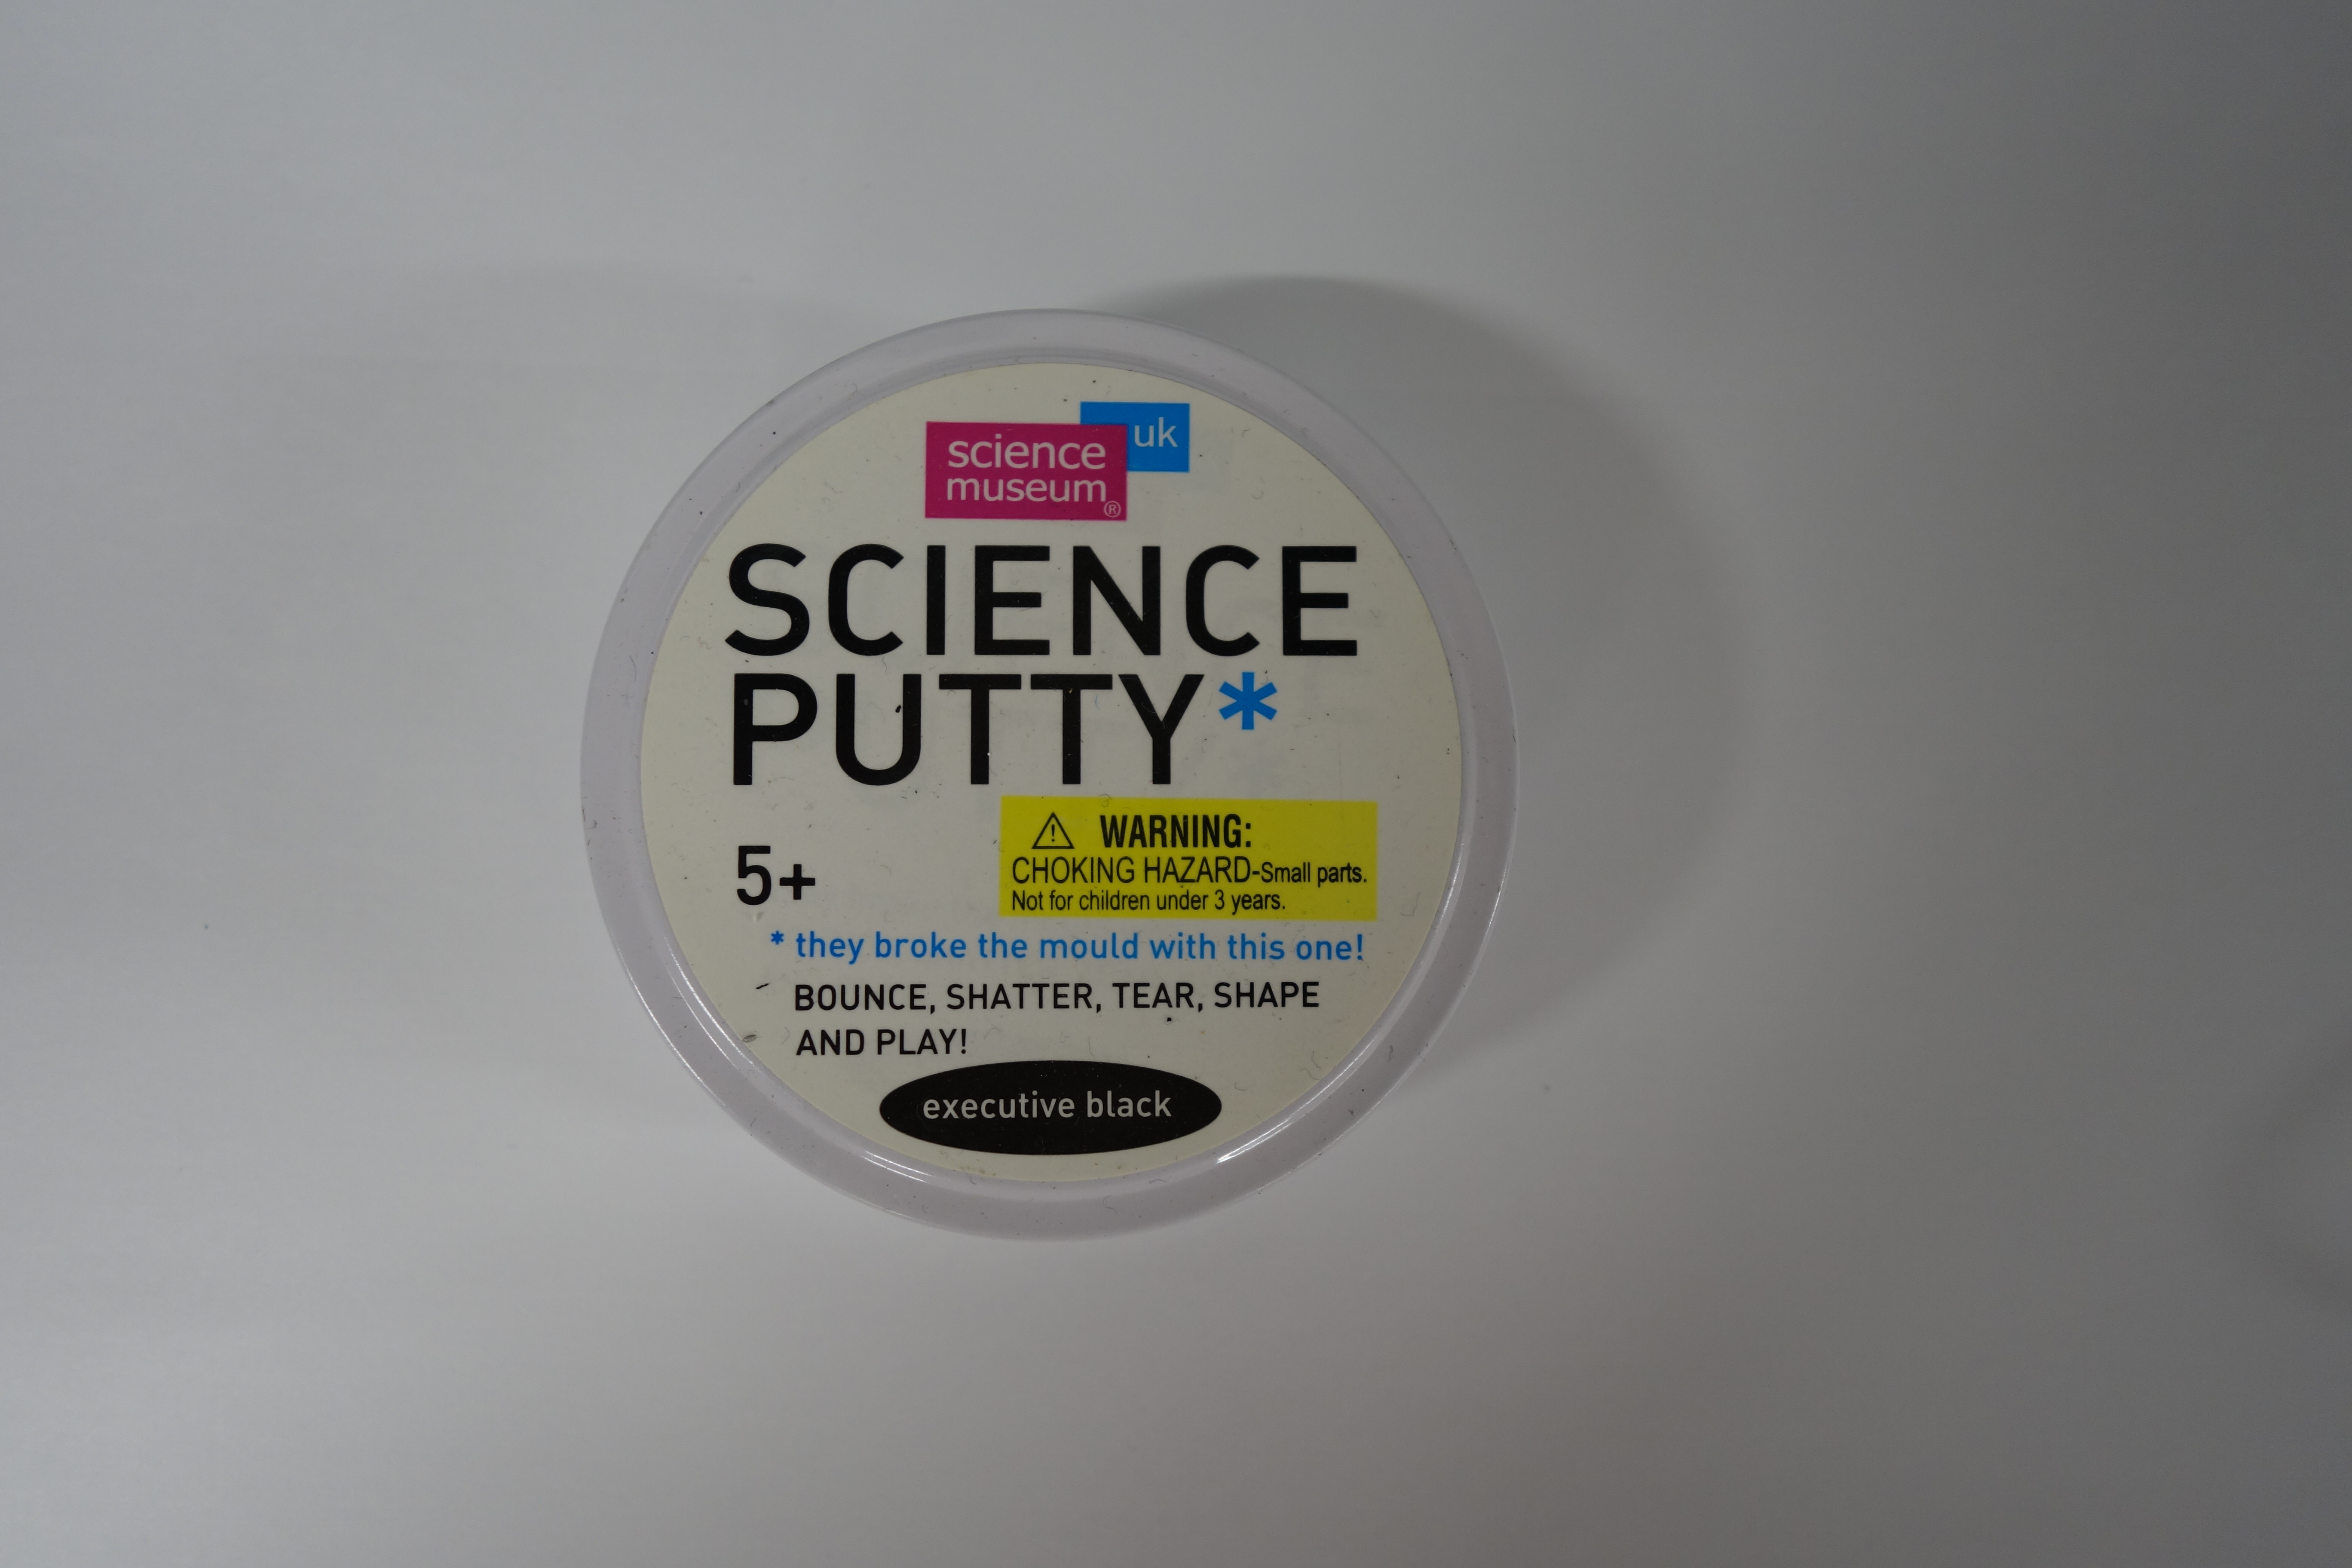 uk
science
museum®
SCIENCE
PUTTY*
5+
WARNING:
CHOKING HAZARD-Small parts.
Not for children under 3 years.
* they broke the mould with this one!
BOUNCE, SHATTER, TEAR, SHAPE
AND PLAY!
executive black